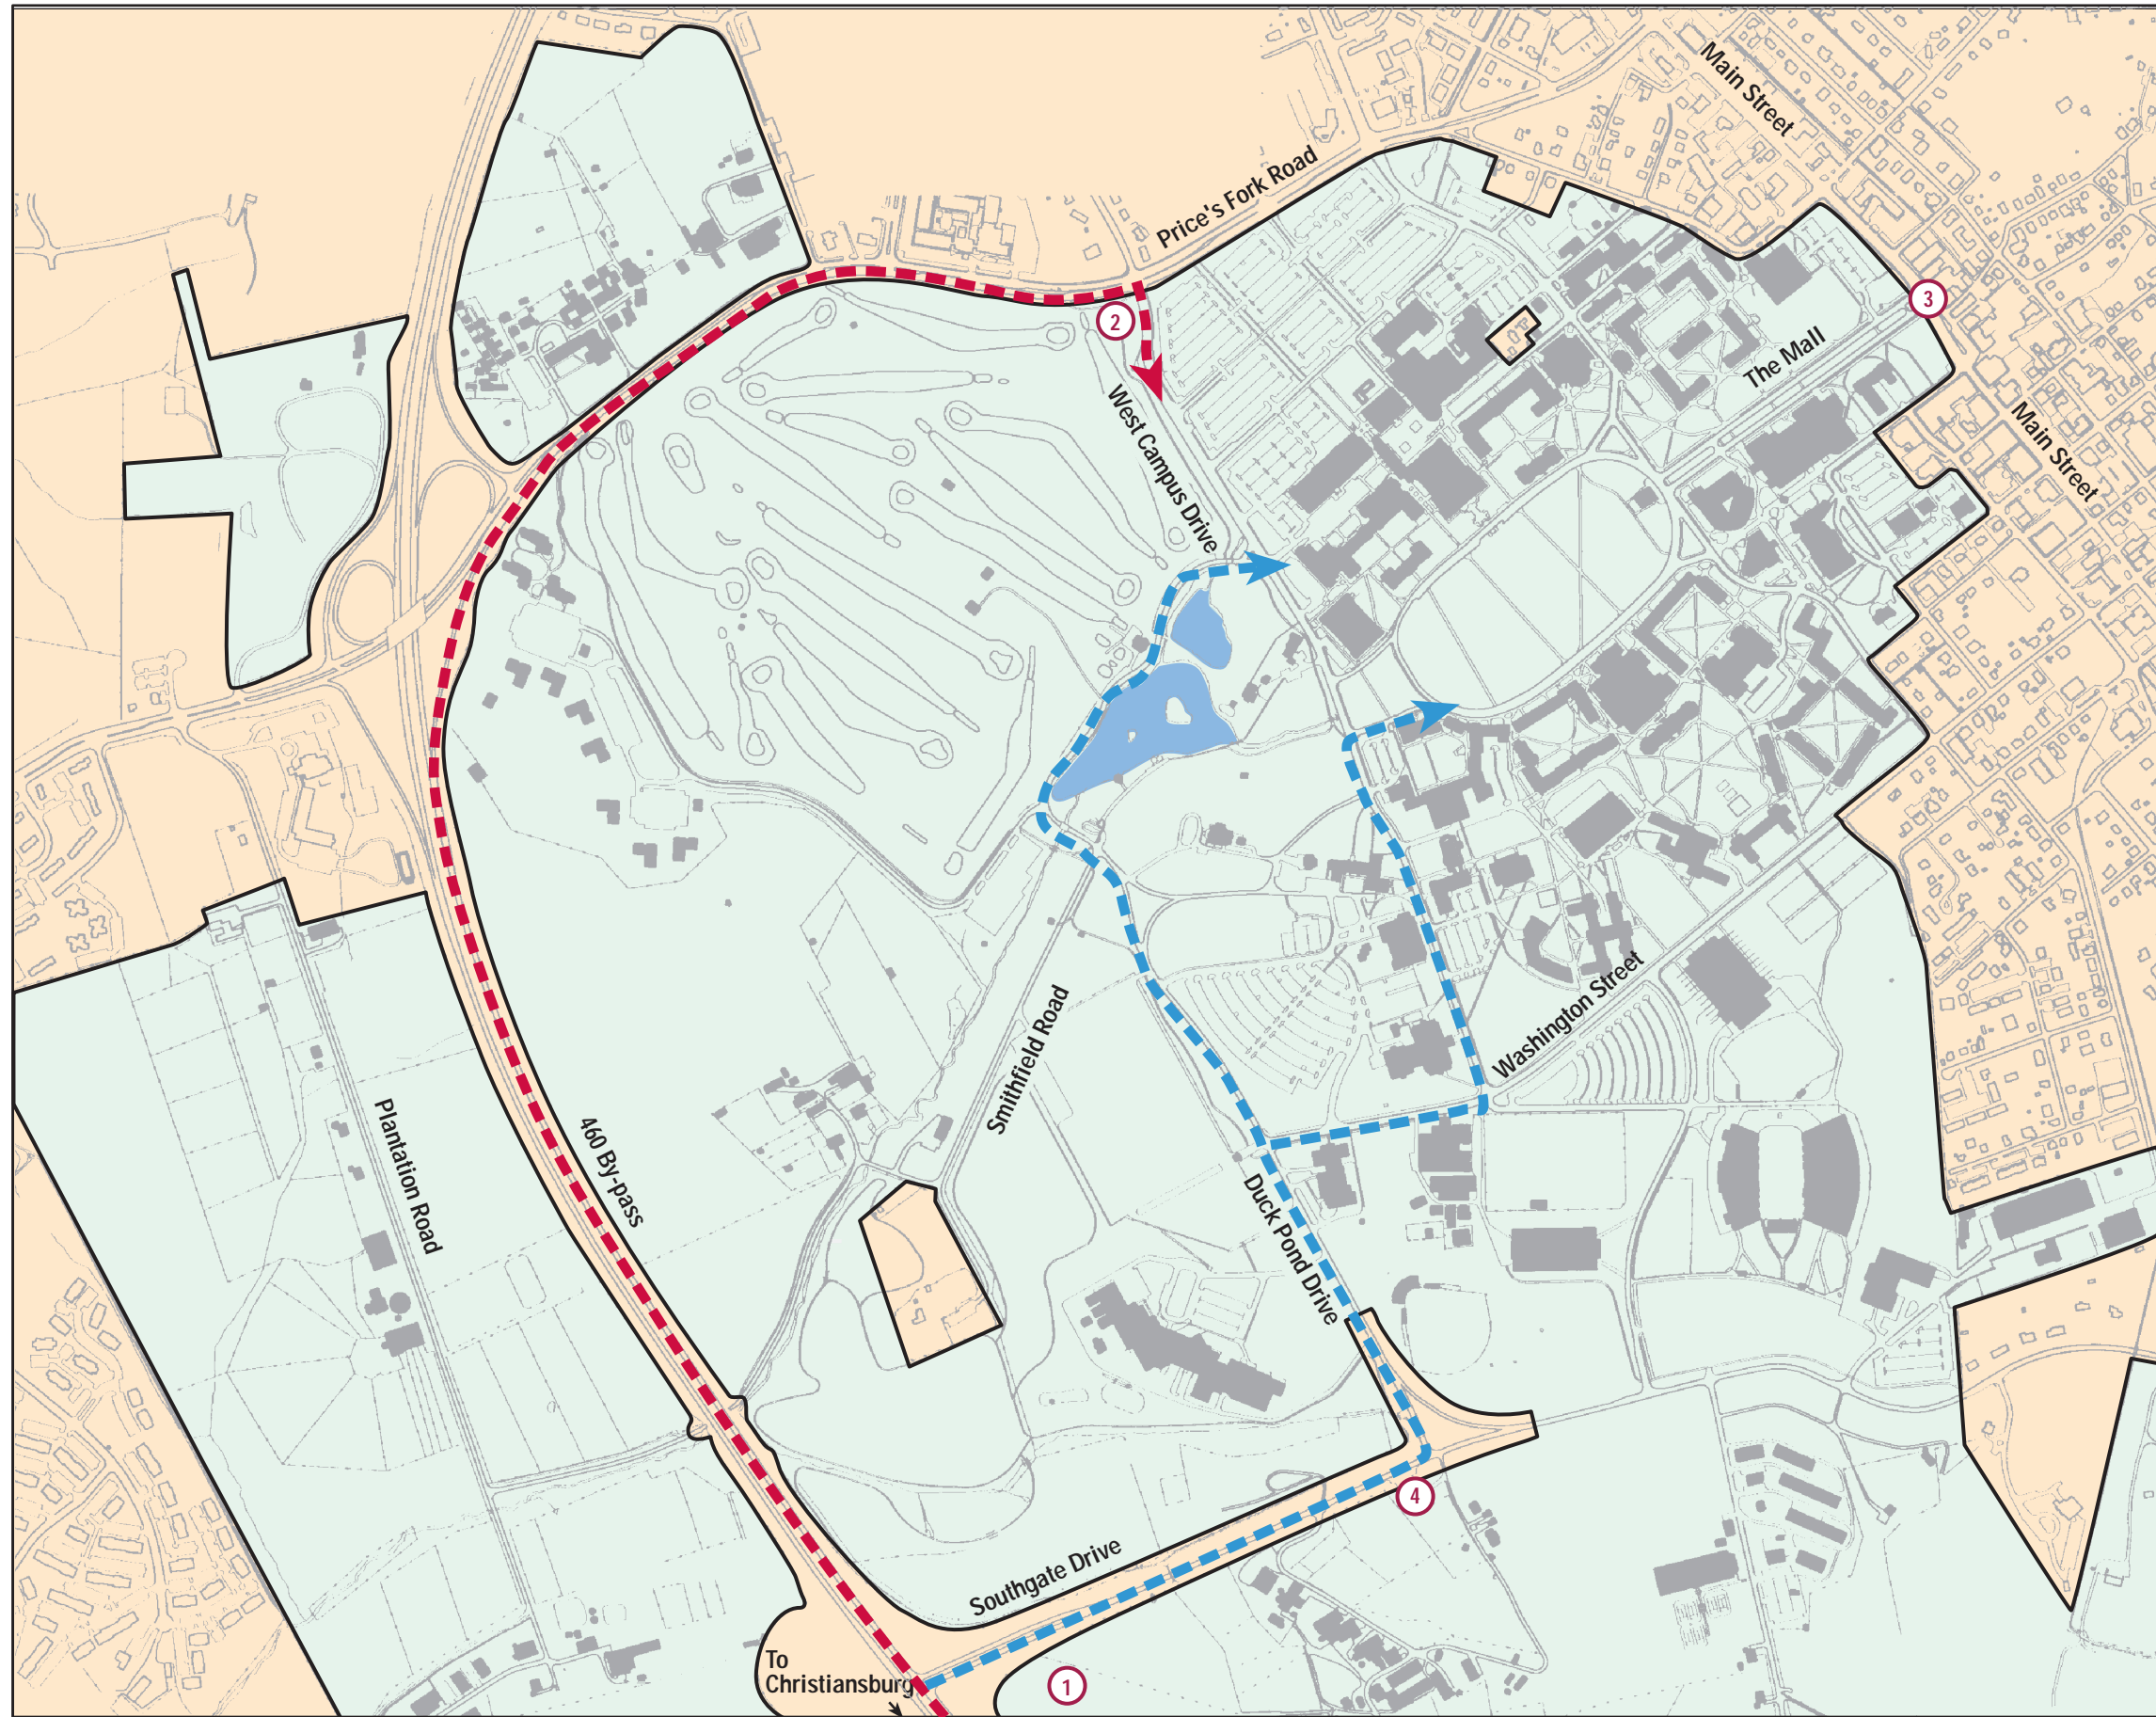 Main Street
Price's Fork Road
2
3
The Mall
West Campus Drive
Main Street
Washington Street
Smithfield Road
Plantation Road
460 By-pass
Duck Pond Drive
4
Southgate Drive
To
Christiansburg
1